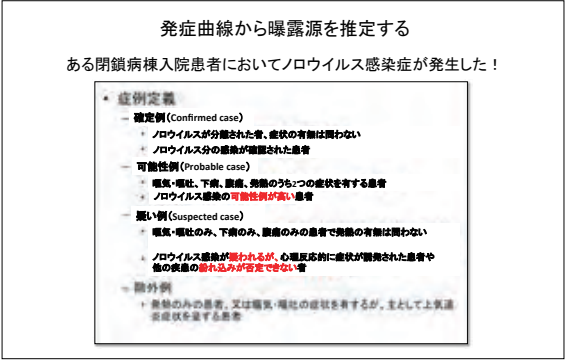 発症曲線から曝露源を推定する
ある閉鎖病棟入院患者においてノロウイルス感染症が発生した！
• 症例定義
– 確定例(Confirmed case)
• ノロウイルスが分離された者、症状の有無は問わない
• ノロウイルス分の感染が確認された患者
– 可能性例(Probable case)
• 嘔気・嘔吐、下痢、腹痛、発熱のうち2つの症状を有する患者
• ノロウイルス感染の可能性例が高い患者
– 疑い例(Suspected case)
• 嘔気・嘔吐のみ、下痢のみ、腹痛のみの患者で発熱の有無は問わない
• ノロウイルス感染が疑われるが、心理反応的に症状が誘発された患者や
他の疾患の紛れ込みが否定できない者
– 除外例
• 発熱のみの患者、又は嘔気・嘔吐の症状を有するが、主として上気道
炎症状を呈する患者